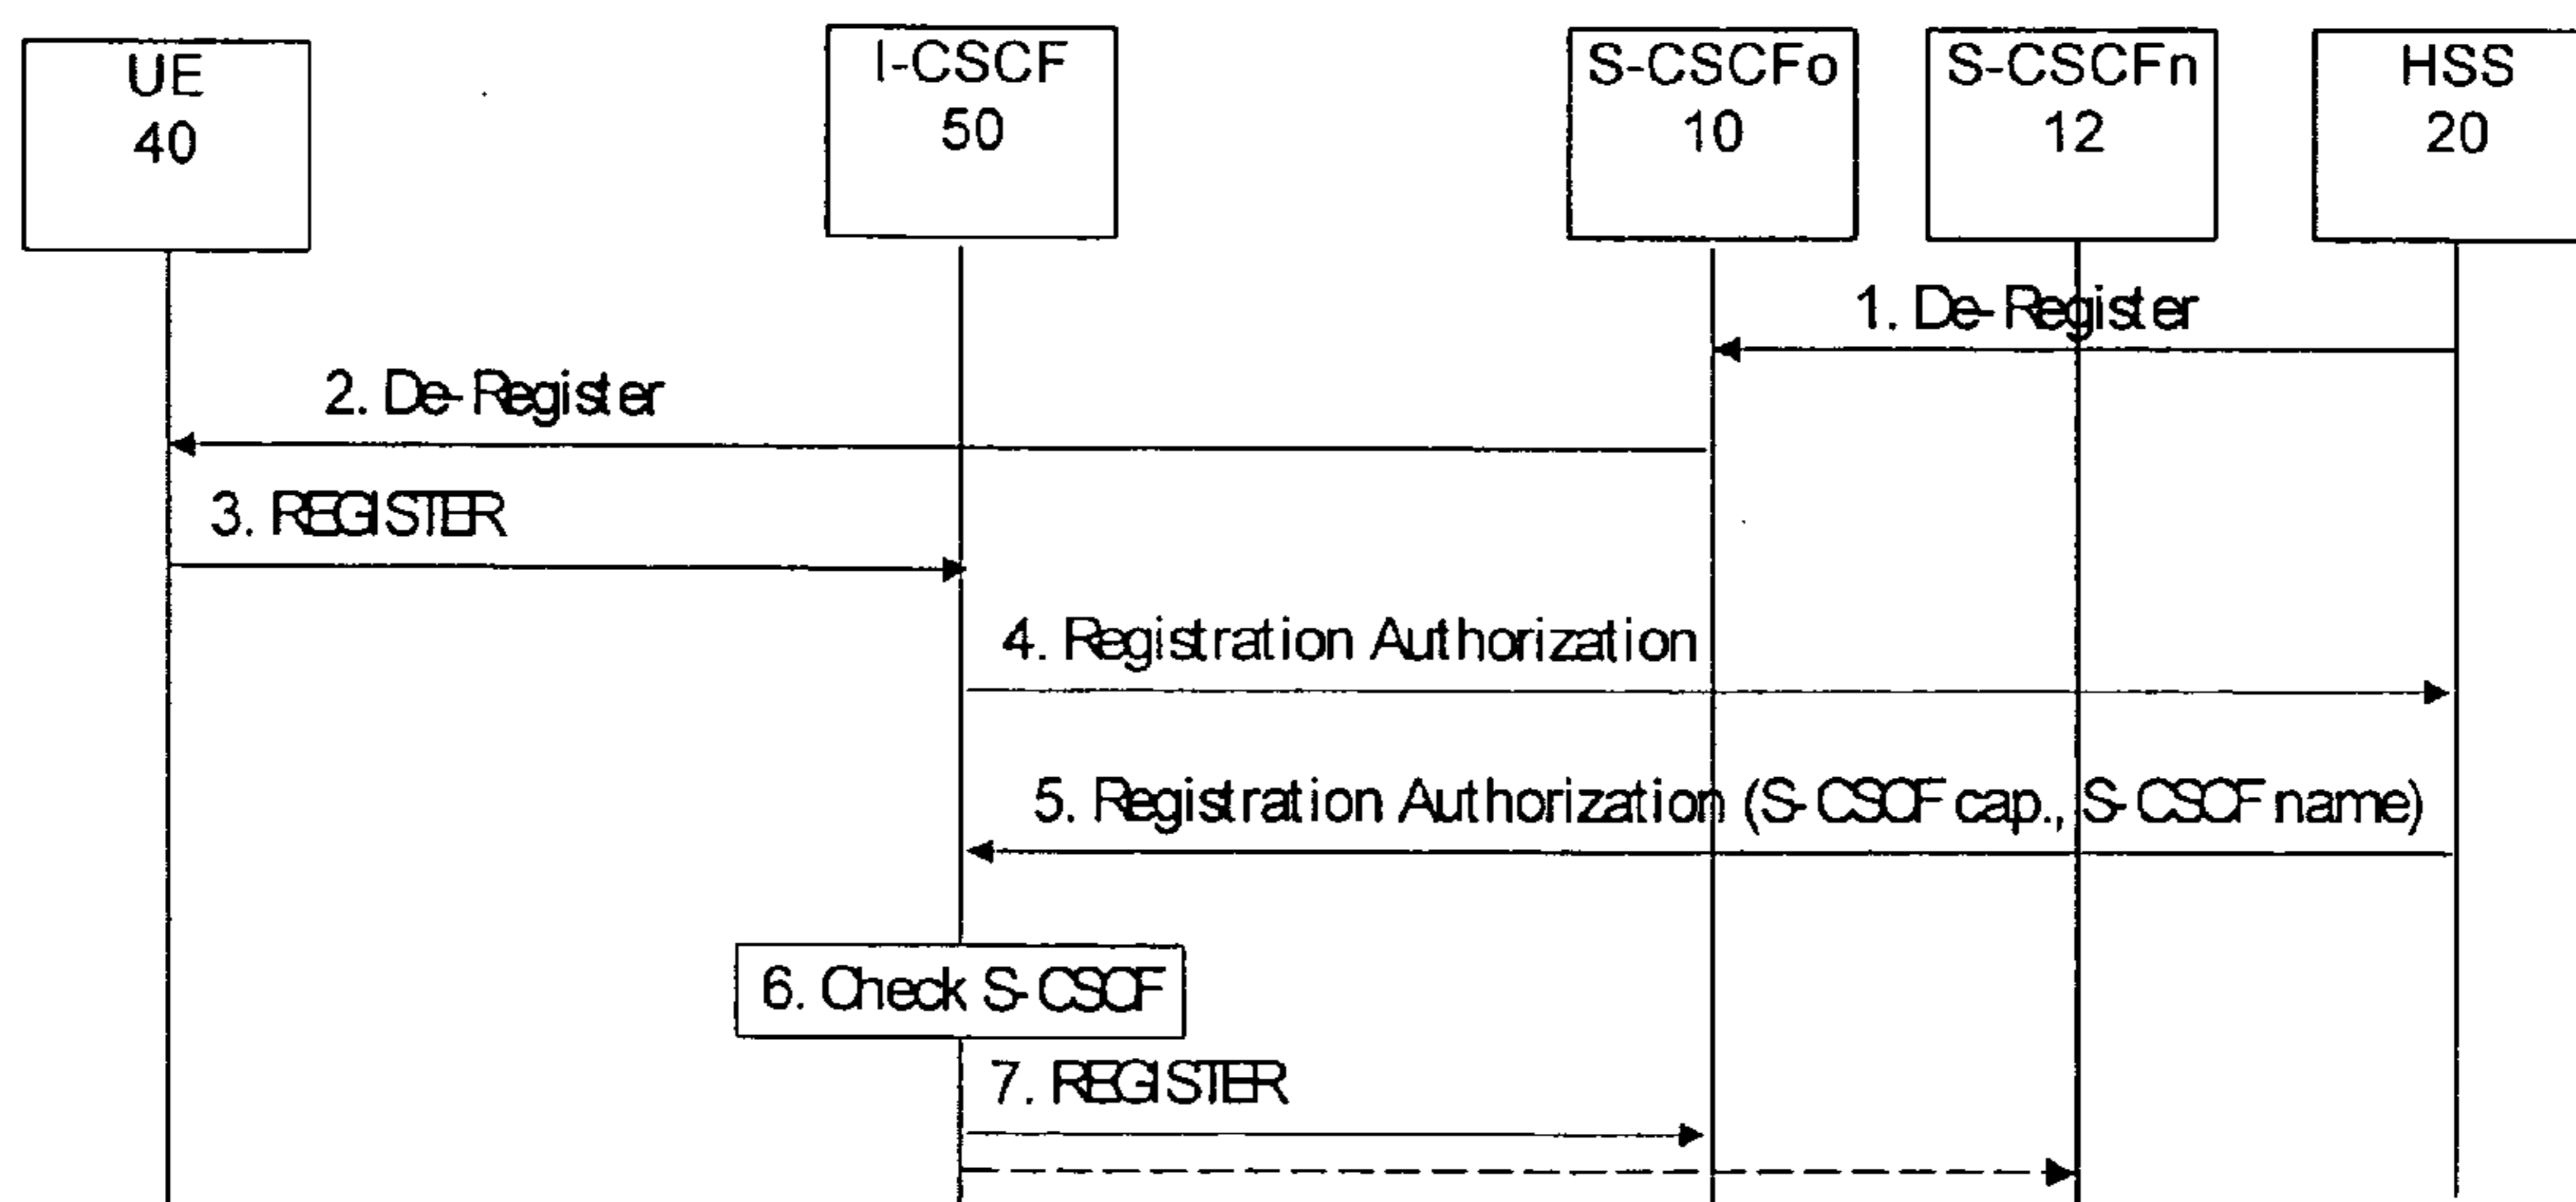 UE
40
I-CSCF
50
S-CSCFo
10
S-CSCFn
12
HSS
20
1. De-Register
2. De-Register
3. REGISTER
4. Registration Authorization
5. Registration Authorization (S-CSCF cap., S-CSCF name)
6. Check S-CSCF
7. REGISTER